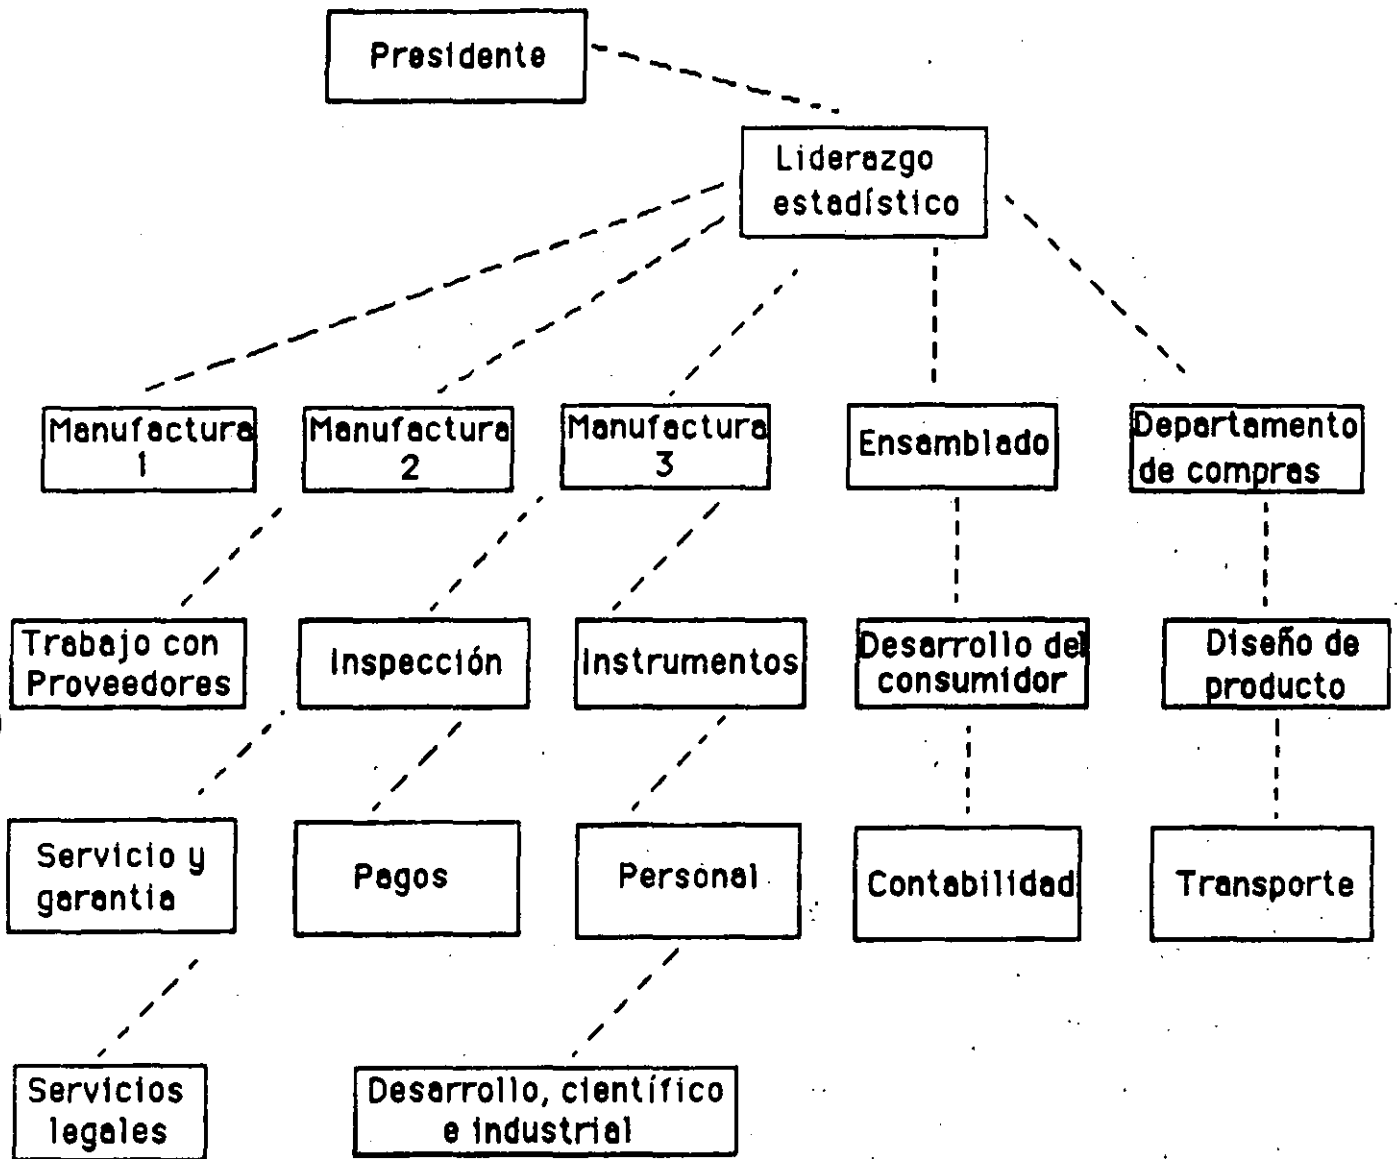 Presidente
Liderazgo
estadístico
Manufactura
1
Manufactura
2
Manufactura
3
Ensamblado
Departamento
de compras
Trabajo con
Proveedores
Inspección
Instrumentos
Desarrollo del
consumidor
Diseño de
producto
Servicio y
garantia
Pagos
Personal
Contabilidad
Transporte
Servicios
legales
Desarrollo, científico
e industrial